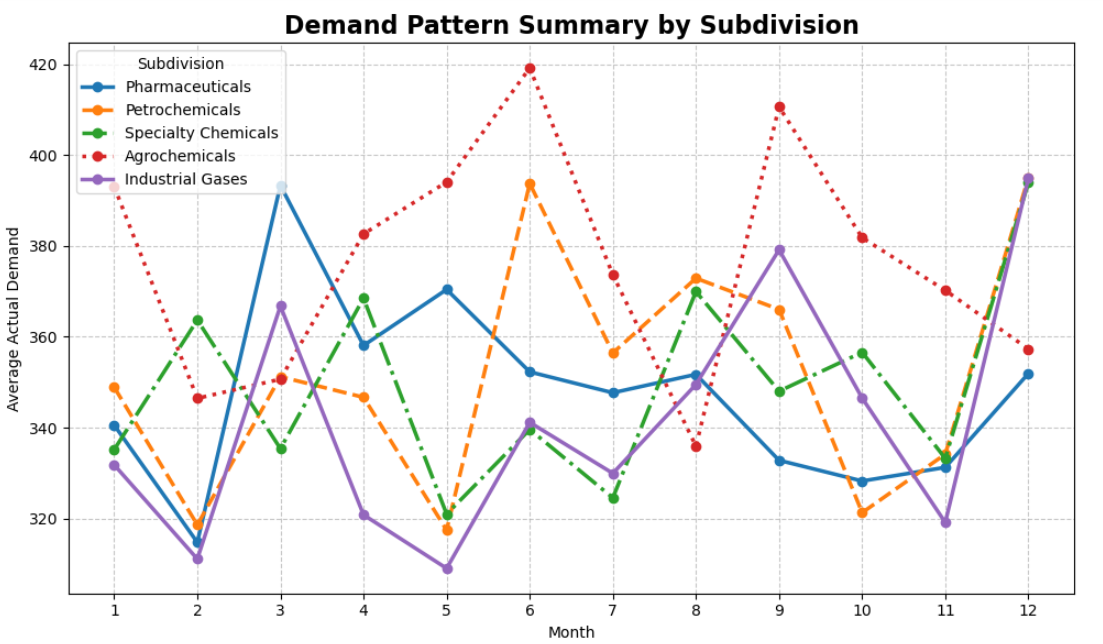 Demand Pattern Summary by Subdivision
Subdivision
Pharmaceuticals
Petrochemicals
Specialty Chemicals
Agrochemicals
Industrial Gases
Average Actual Demand
420
400
380
360
340
320
1 2 3 4 5 6 7 8 9 10 11 12
Month